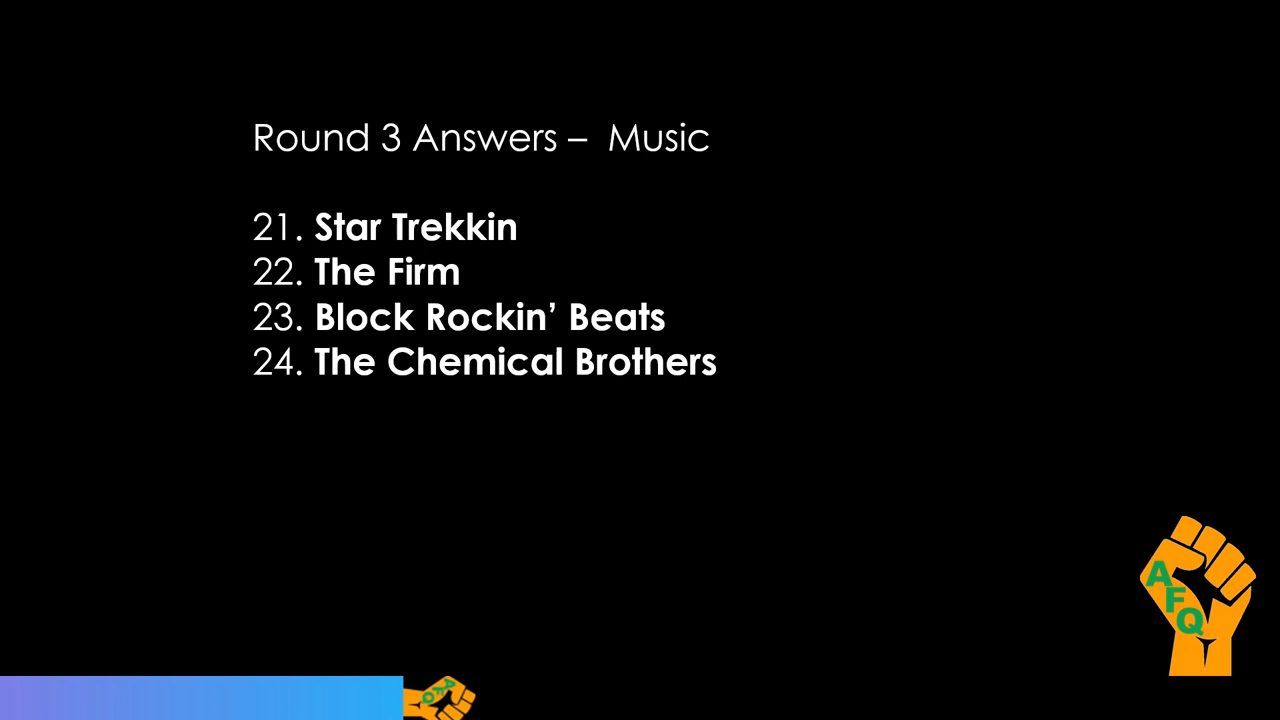 Round 3 Answers –  Music
21. Star Trekkin
22. The Firm
23. Block Rockin’ Beats
24. The Chemical Brothers
AFQ
AFQ